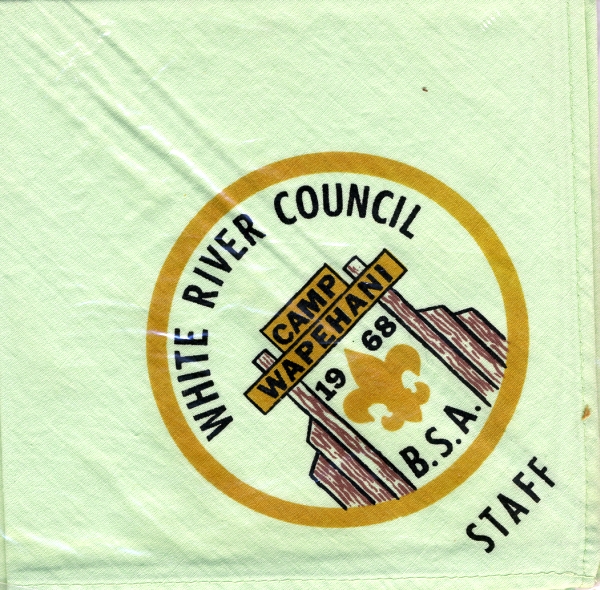 WHITE RIVER COUNCIL
CAMP
WAPEHANI
19 68
B.S.A.
STAFF